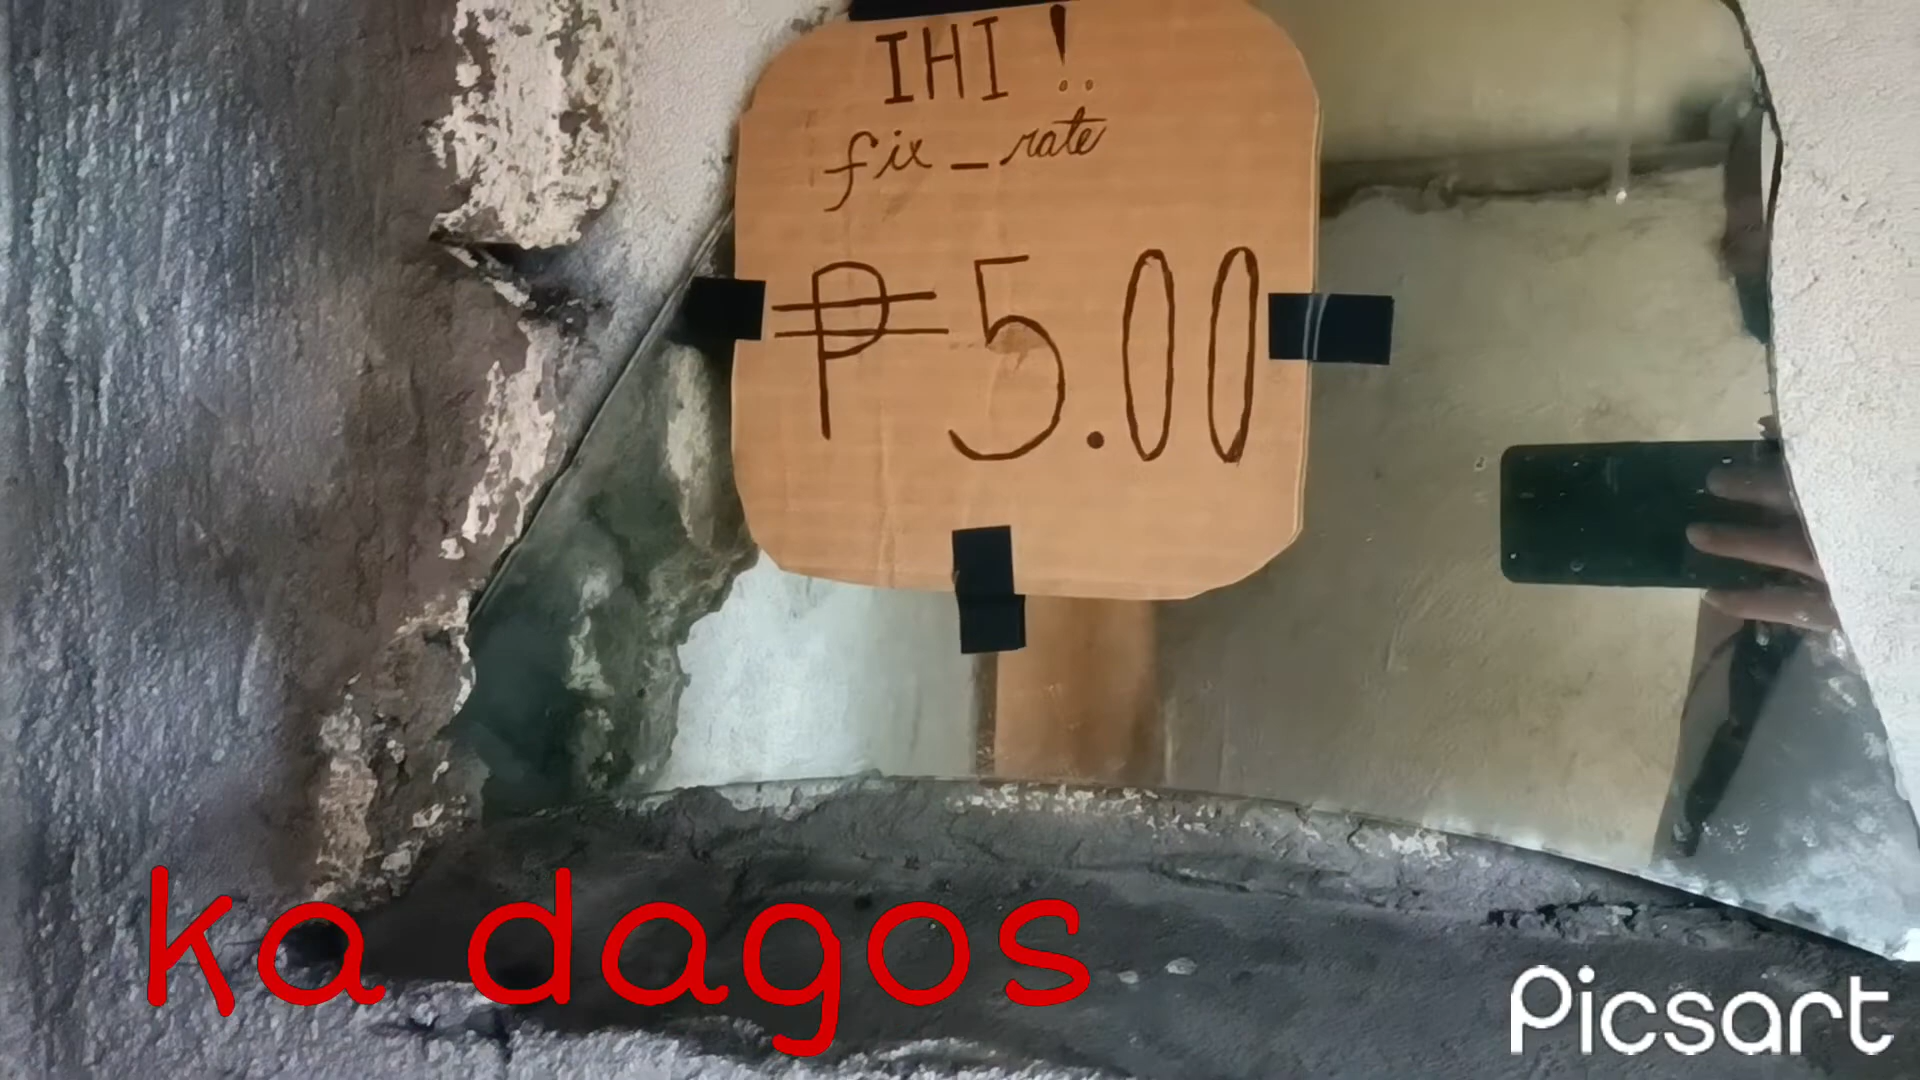 IHI !..
fix_rate
₱5.00
ka dagos
Picsart